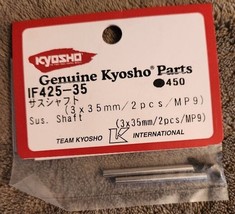 KYOSHO
Genuine Kyosho® Parts
IF425-35 450
サスシャフト (3x35mm/2pcs/MP9)
Sus. Shaft (3x35mm/2pcs/MP9)
TEAM KYOSHO K INTERNATIONAL